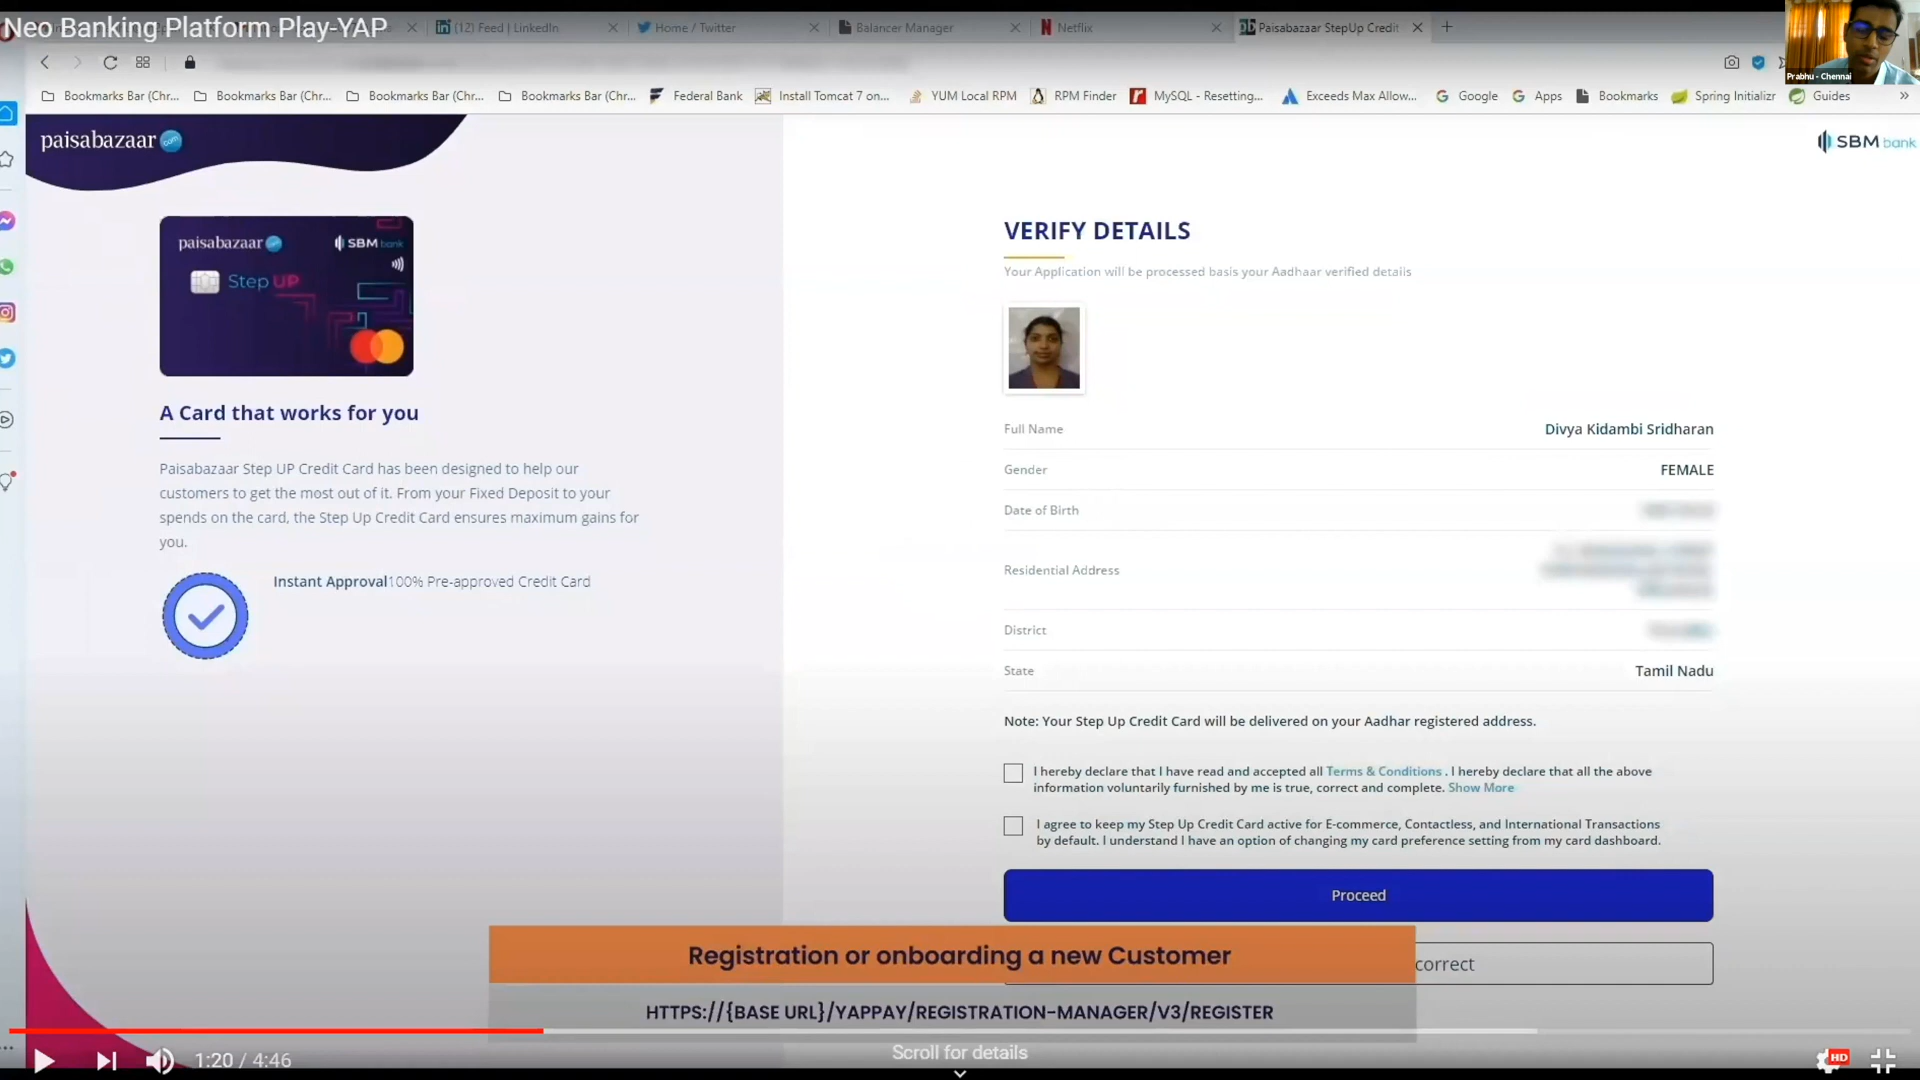 Neo Banking Platform Play-YAP
(12) Feed | LinkedIn
Home / Twitter
Balancer Manager
Netflix
Paisabazaar StepUp Credit
Prabhu - Chennai
Bookmarks Bar (Chr...
Bookmarks Bar (Chr...
Bookmarks Bar (Chr...
Bookmarks Bar (Chr...
Federal Bank
Install Tomcat 7 on...
YUM Local RPM
RPM Finder
MySQL - Resetting...
Exceeds Max Allow...
Google
Apps
Bookmarks
Spring Initializr
Guides
paisabazaar
SBM bank
paisabazaar
SBM bank
Step UP
A Card that works for you
Paisabazaar Step UP Credit Card has been designed to help our
customers to get the most out of it. From your Fixed Deposit to your
spends on the card, the Step Up Credit Card ensures maximum gains for
you.
Instant Approval100% Pre-approved Credit Card
VERIFY DETAILS
Your Application will be processed basis your Aadhaar verified details
Full Name Divya Kidambi Sridharan
Gender FEMALE
Date of Birth
Residential Address
District
State Tamil Nadu
Note: Your Step Up Credit Card will be delivered on your Aadhar registered address.
I hereby declare that I have read and accepted all Terms & Conditions . I hereby declare that all the above
information voluntarily furnished by me is true, correct and complete. Show More
I agree to keep my Step Up Credit Card active for E-commerce, Contactless, and International Transactions
by default. I understand I have an option of changing my card preference setting from my card dashboard.
Proceed
correct
Registration or onboarding a new Customer
HTTPS://{BASE URL}/YAPPAY/REGISTRATION-MANAGER/V3/REGISTER
Scroll for details
1:20 / 4:46
HD